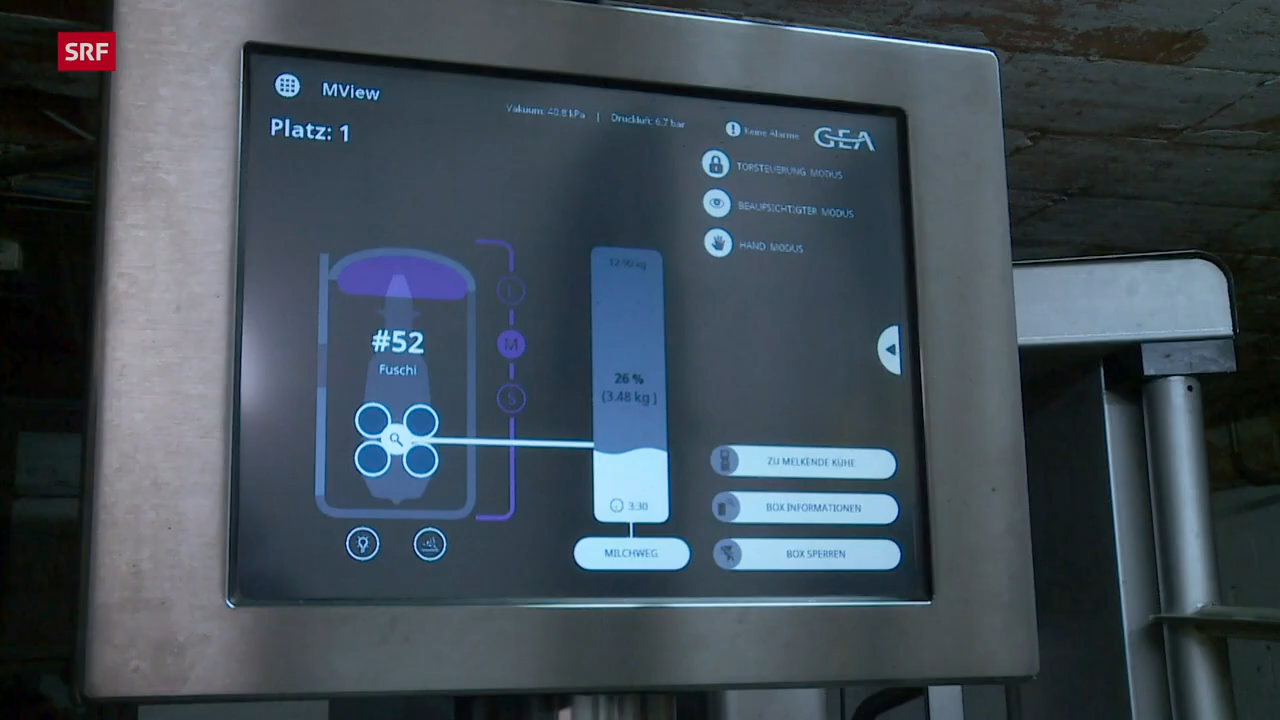 SRF
MView
Platz: 1
Vakuum: 40.8 kPa | Druckluft: 6.7 bar
Keine Alarme
GEA
TORSTEUERUNG MODUS
BEAUFSICHTIGTER MODUS
HAND MODUS
#52
Fuschi
L
M
S
26 %
(3.48 kg )
3:30
MILCHWEG
ZU MELKENDE KÜHE
BOX INFORMATIONEN
BOX SPERREN